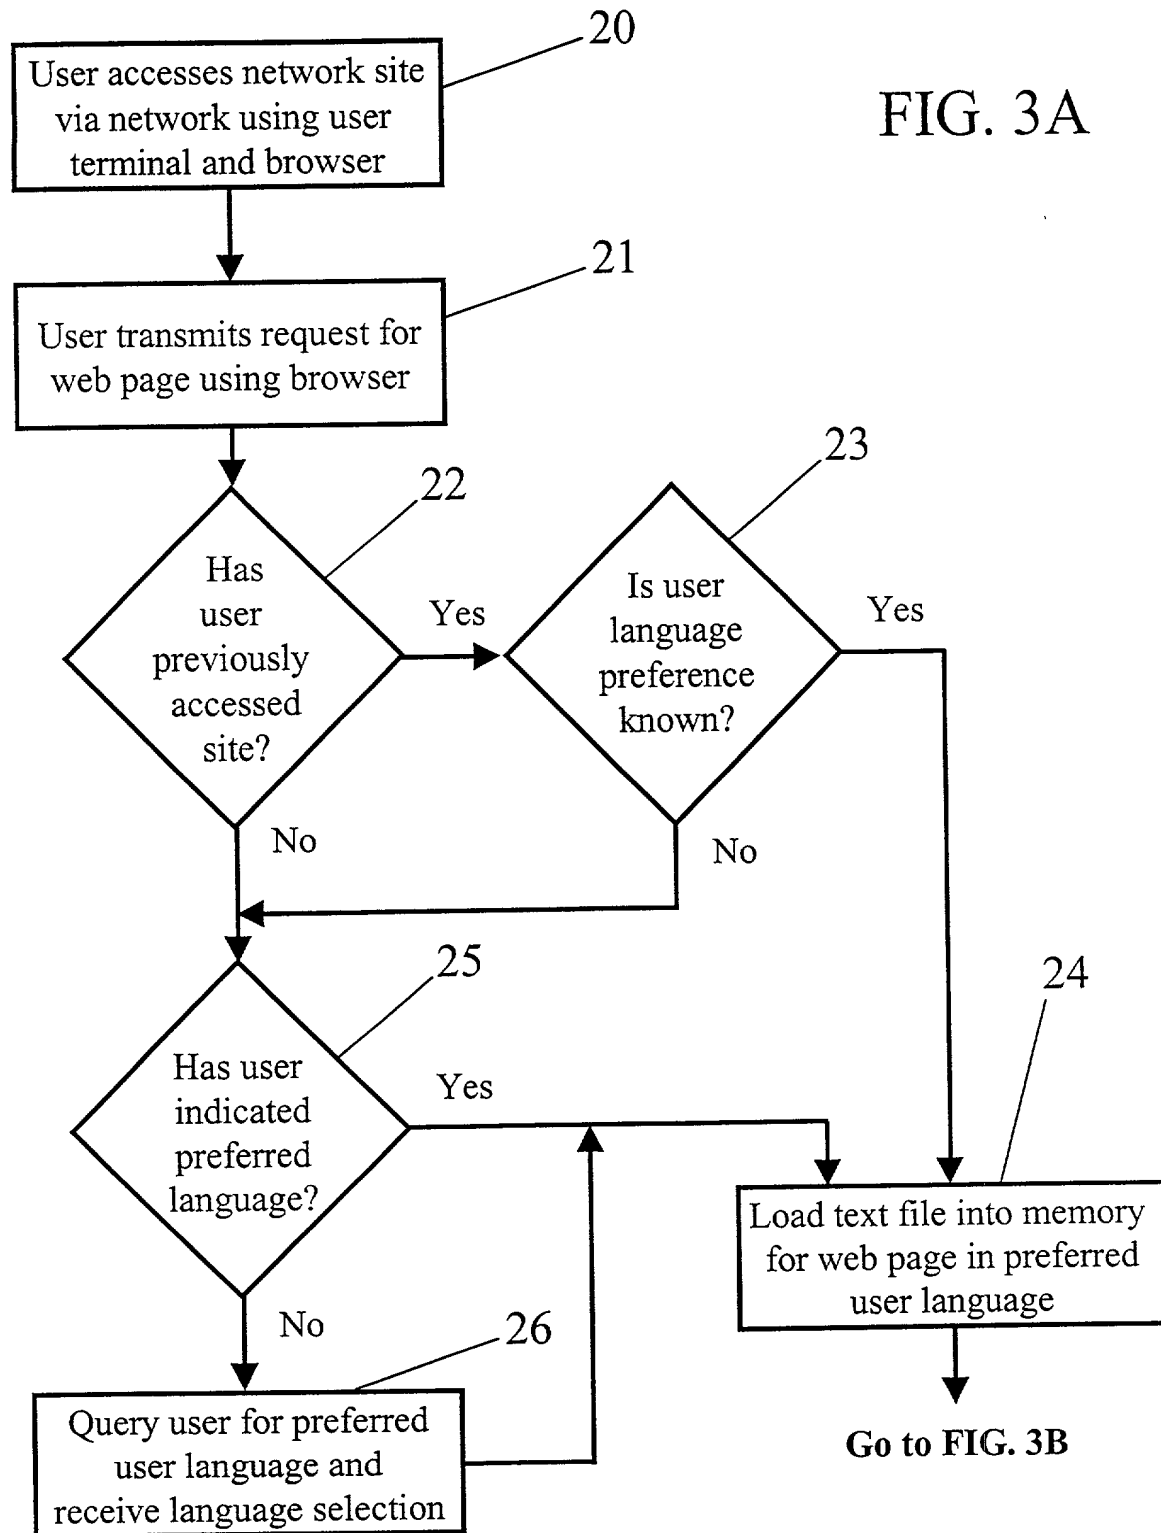 20
User accesses network site
via network using user
terminal and browser
FIG. 3A
21
User transmits request for
web page using browser
22
Has
user
previously
accessed
site?
Yes
No
23
Is user
language
preference
known?
Yes
No
25
Has user
indicated
preferred
language?
Yes
No
24
Load text file into memory
for web page in preferred
user language
Go to FIG. 3B
26
Query user for preferred
user language and
receive language selection